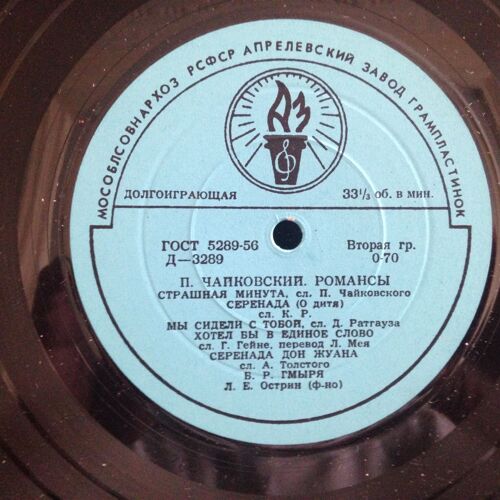 МОСОБЛСОВНАРХОЗ РСФСР АПРЕЛЕВСКИЙ ЗАВОД ГРАМПЛАСТИНОК
АЗ
ДОЛГОИГРАЮЩАЯ 33⅓ об. в мин.
ГОСТ 5289-56 Вторая гр.
Д—3289 0-70
П. ЧАЙКОВСКИЙ. РОМАНСЫ
СТРАШНАЯ МИНУТА, сл. П. Чайковского
СЕРЕНАДА (О дитя)
сл. К. Р.
МЫ СИДЕЛИ С ТОБОЙ, сл. Д. Ратгауза
ХОТЕЛ БЫ В ЕДИНОЕ СЛОВО
сл. Г. Гейне, перевод Л. Мея
СЕРЕНАДА ДОН ЖУАНА
сл. А. Толстого
Б. Р. ГМЫРЯ
Л. Е. Острин (ф-но)